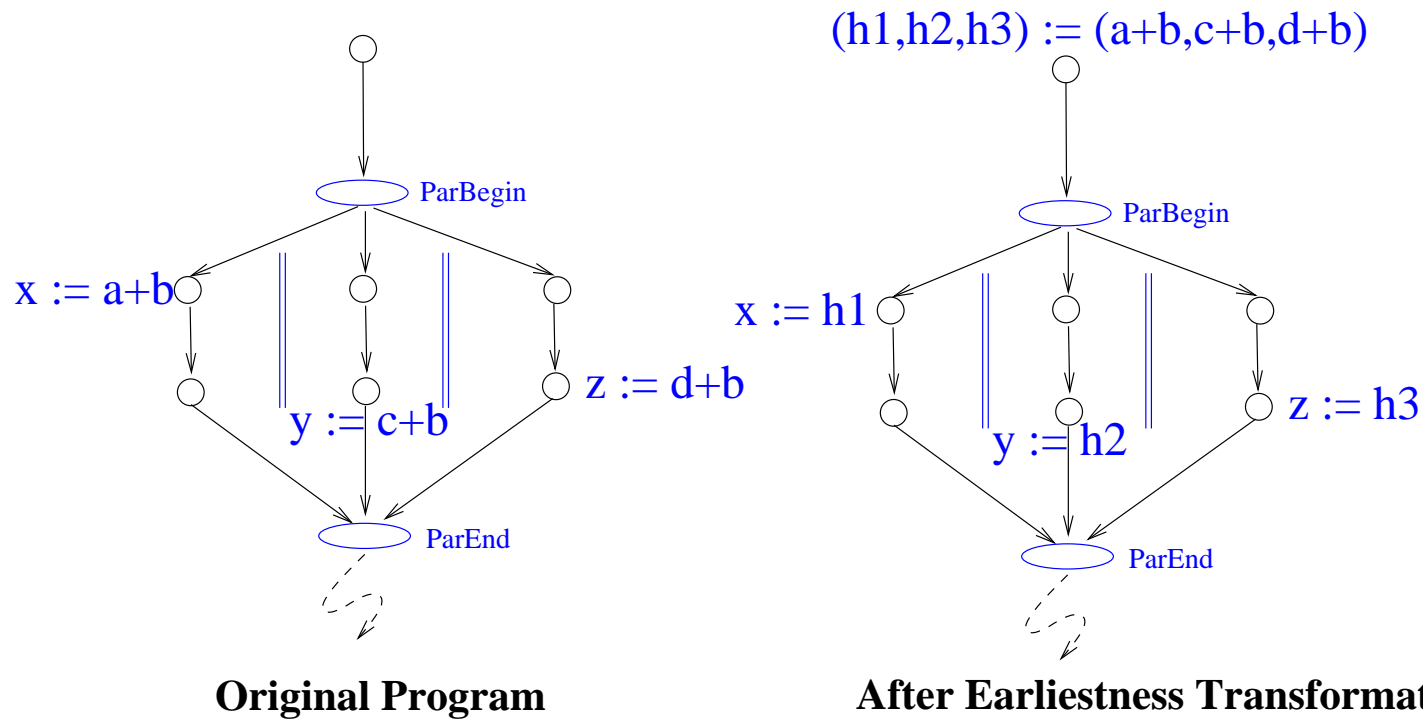 (h1,h2,h3) := (a+b,c+b,d+b)
ParBegin
x := a+b
z := d+b
y := c+b
ParEnd
Original Program
ParBegin
x := h1
z := h3
y := h2
ParEnd
After Earliestness Transformat